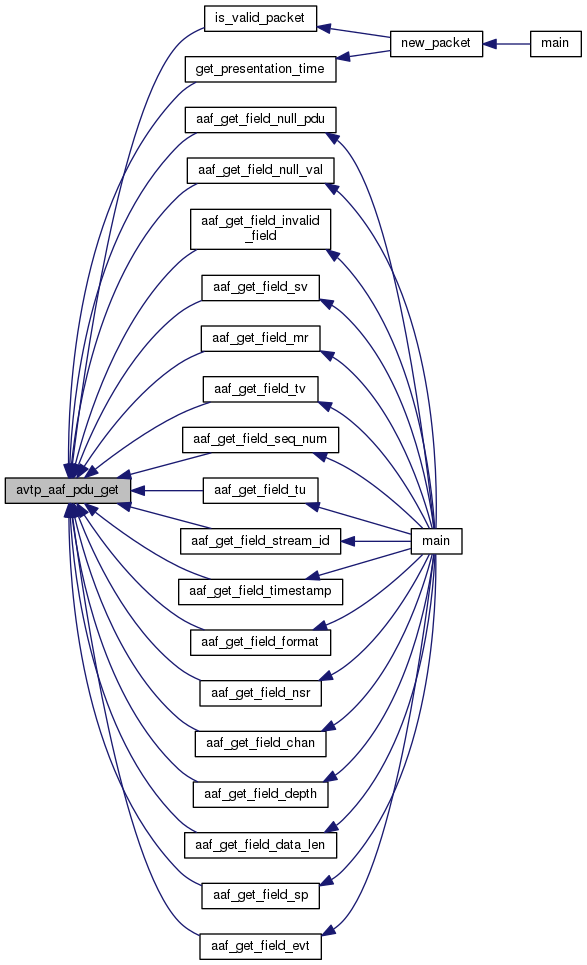 is_valid_packet
new_packet
main
get_presentation_time
aaf_get_field_null_pdu
aaf_get_field_null_val
aaf_get_field_invalid
_field
aaf_get_field_sv
aaf_get_field_mr
aaf_get_field_tv
aaf_get_field_seq_num
avtp_aaf_pdu_get
aaf_get_field_tu
aaf_get_field_stream_id
main
aaf_get_field_timestamp
aaf_get_field_format
aaf_get_field_nsr
aaf_get_field_chan
aaf_get_field_depth
aaf_get_field_data_len
aaf_get_field_sp
aaf_get_field_evt